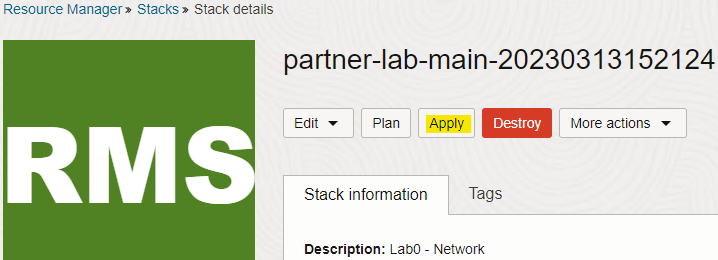 Resource Manager » Stacks » Stack details
RMS
partner-lab-main-20230313152124
Edit Plan Apply Destroy More actions
Stack information Tags
Description: Lab0 - Network